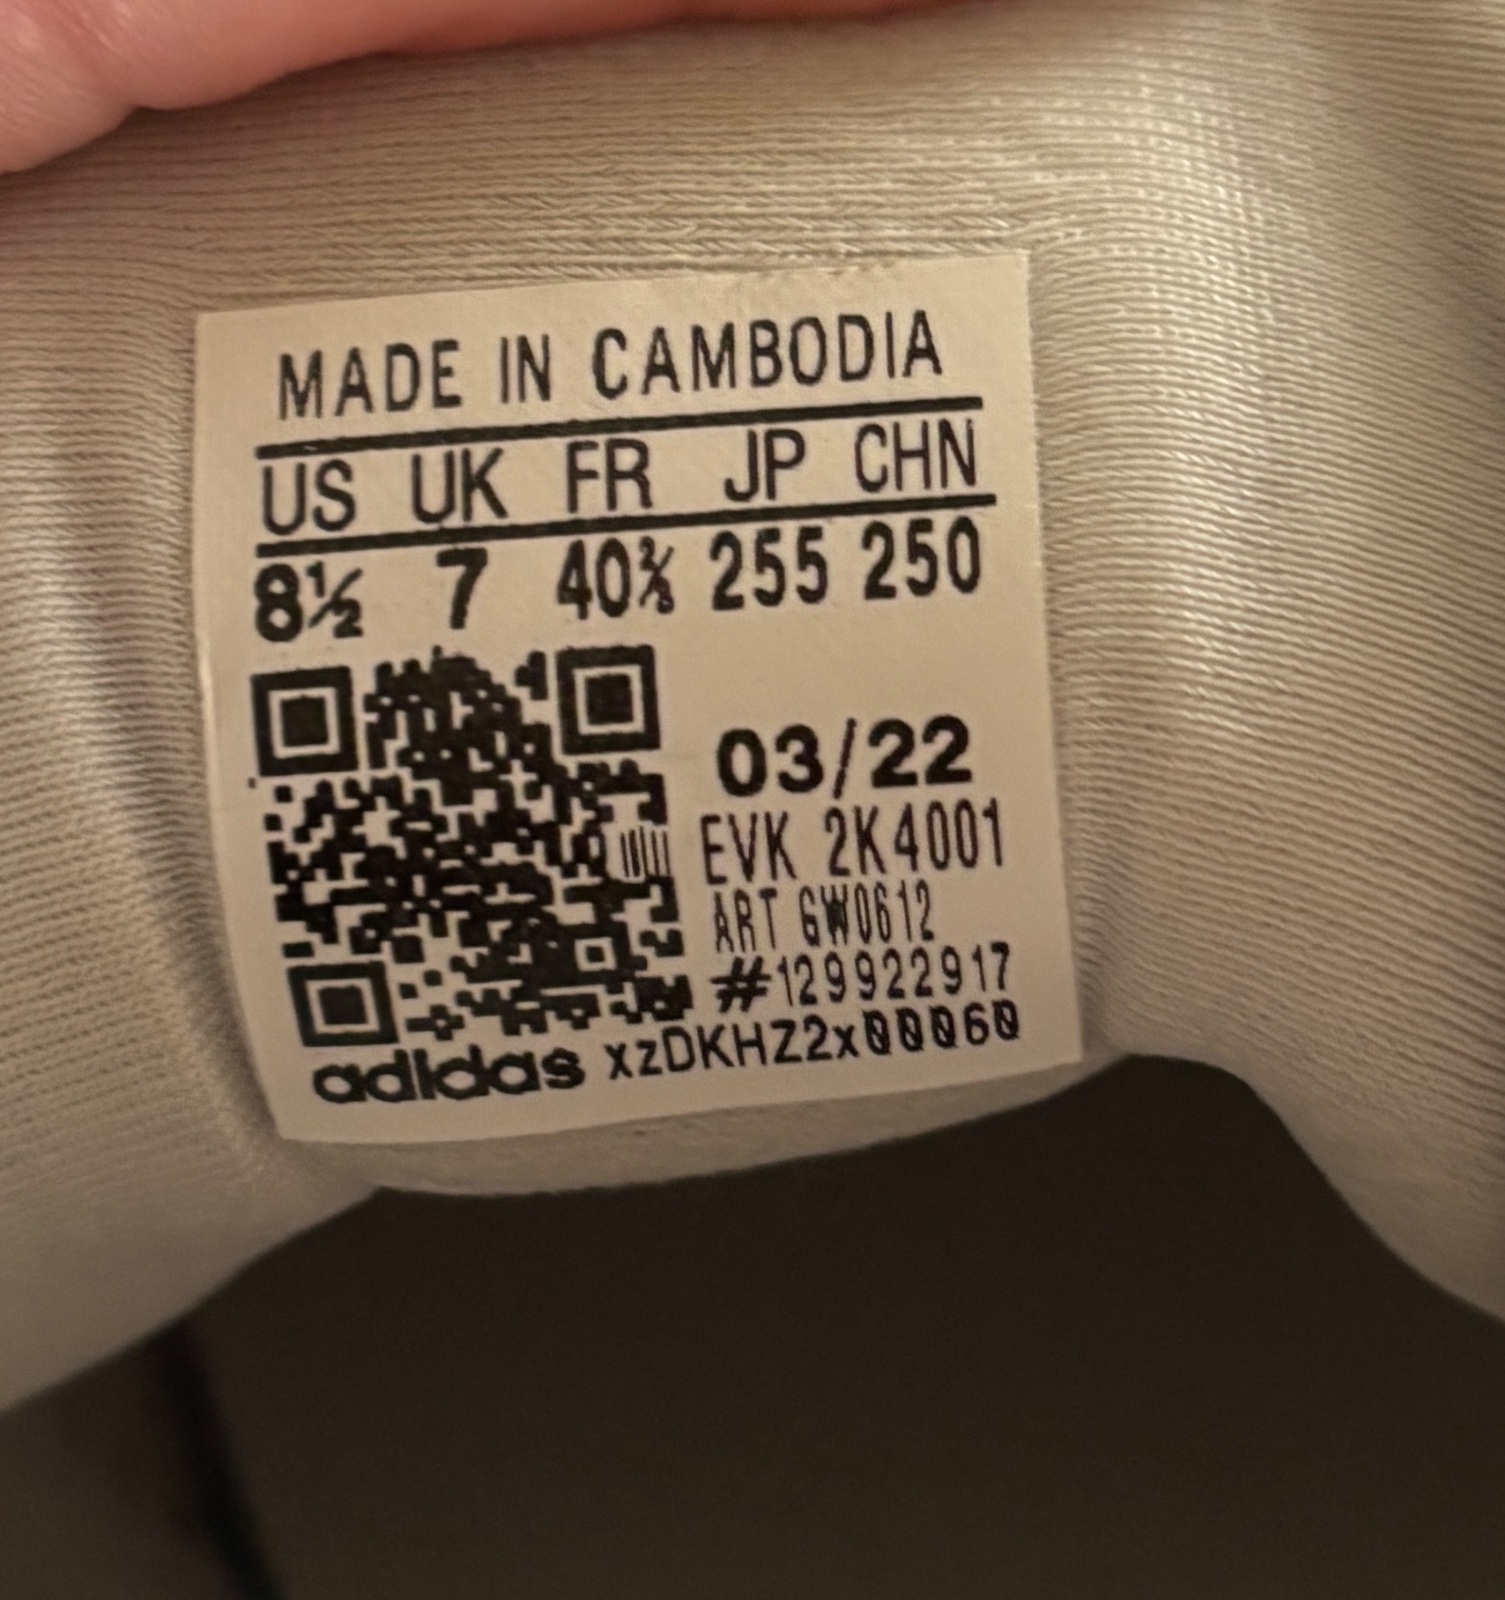 MADE IN CAMBODIA
US UK FR JP CHN
8½ 7 40⅔ 255 250
03/22
EVK 2K4001
ART GW0612
#129922917
adidas xzDKHZ2x00060